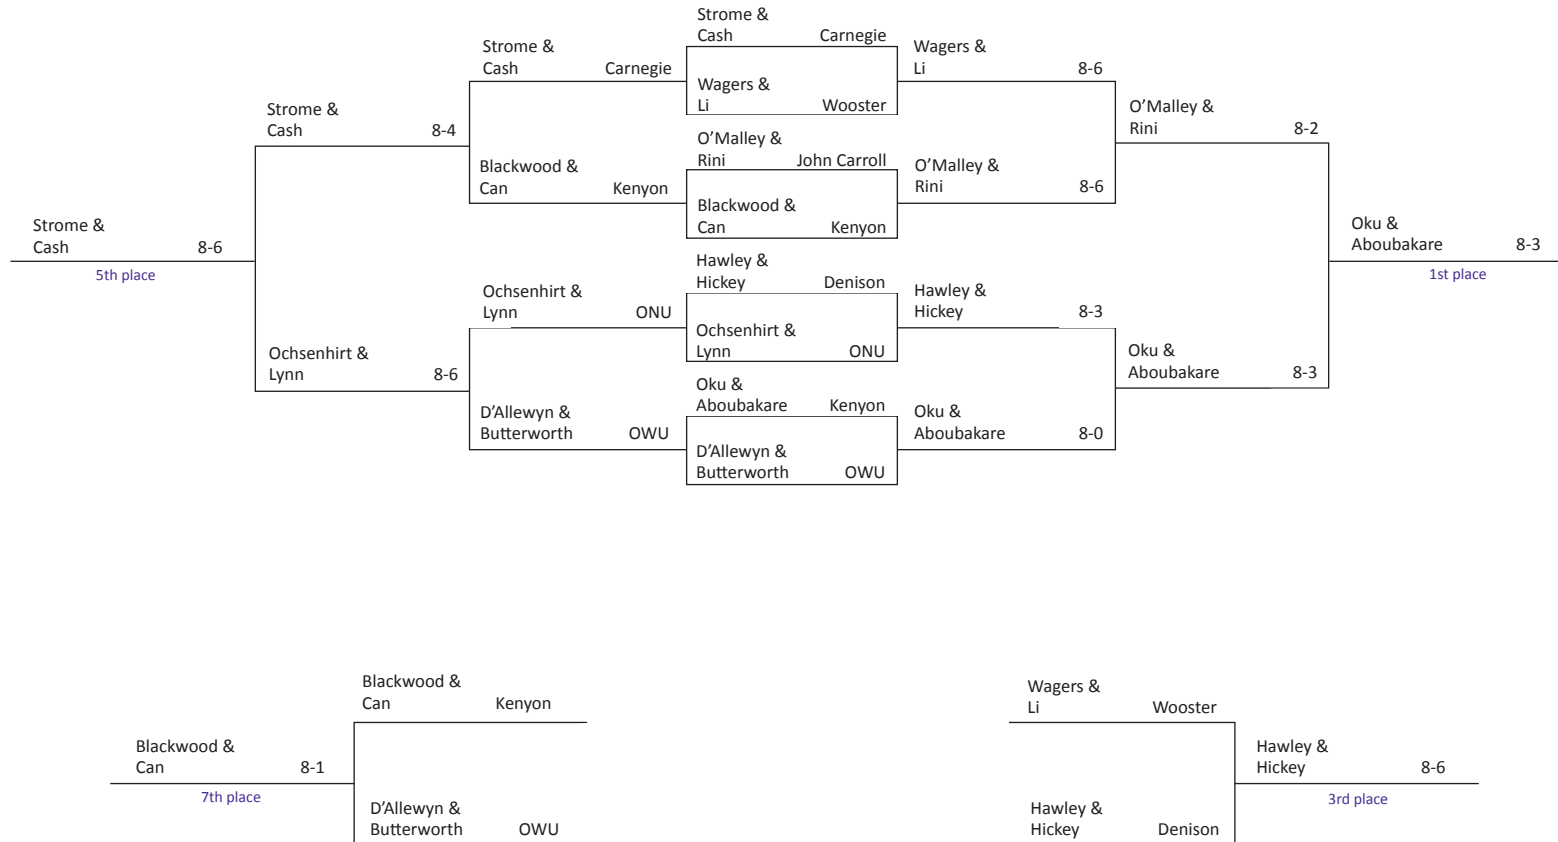 Strome &
Cash Carnegie
Strome &
Cash Carnegie
Wagers &
Li 8-6
Wagers &
Li Wooster
Strome &
Cash 8-4
O’Malley &
Rini 8-2
O’Malley &
Rini John Carroll
Blackwood &
Can Kenyon
O’Malley &
Rini 8-6
Blackwood &
Can Kenyon
Strome &
Cash 8-6
5th place
Oku &
Aboubakare 8-3
1st place
Hawley &
Hickey Denison
Ochsenhirt &
Lynn ONU
Hawley &
Hickey 8-3
Ochsenhirt &
Lynn ONU
Ochsenhirt &
Lynn 8-6
Oku &
Aboubakare 8-3
Oku &
Aboubakare Kenyon
D’Allewyn &
Butterworth OWU
Oku &
Aboubakare 8-0
D’Allewyn &
Butterworth OWU
Blackwood &
Can Kenyon
Blackwood &
Can 8-1
7th place
D’Allewyn &
Butterworth OWU
Wagers &
Li Wooster
Hawley &
Hickey 8-6
3rd place
Hawley &
Hickey Denison